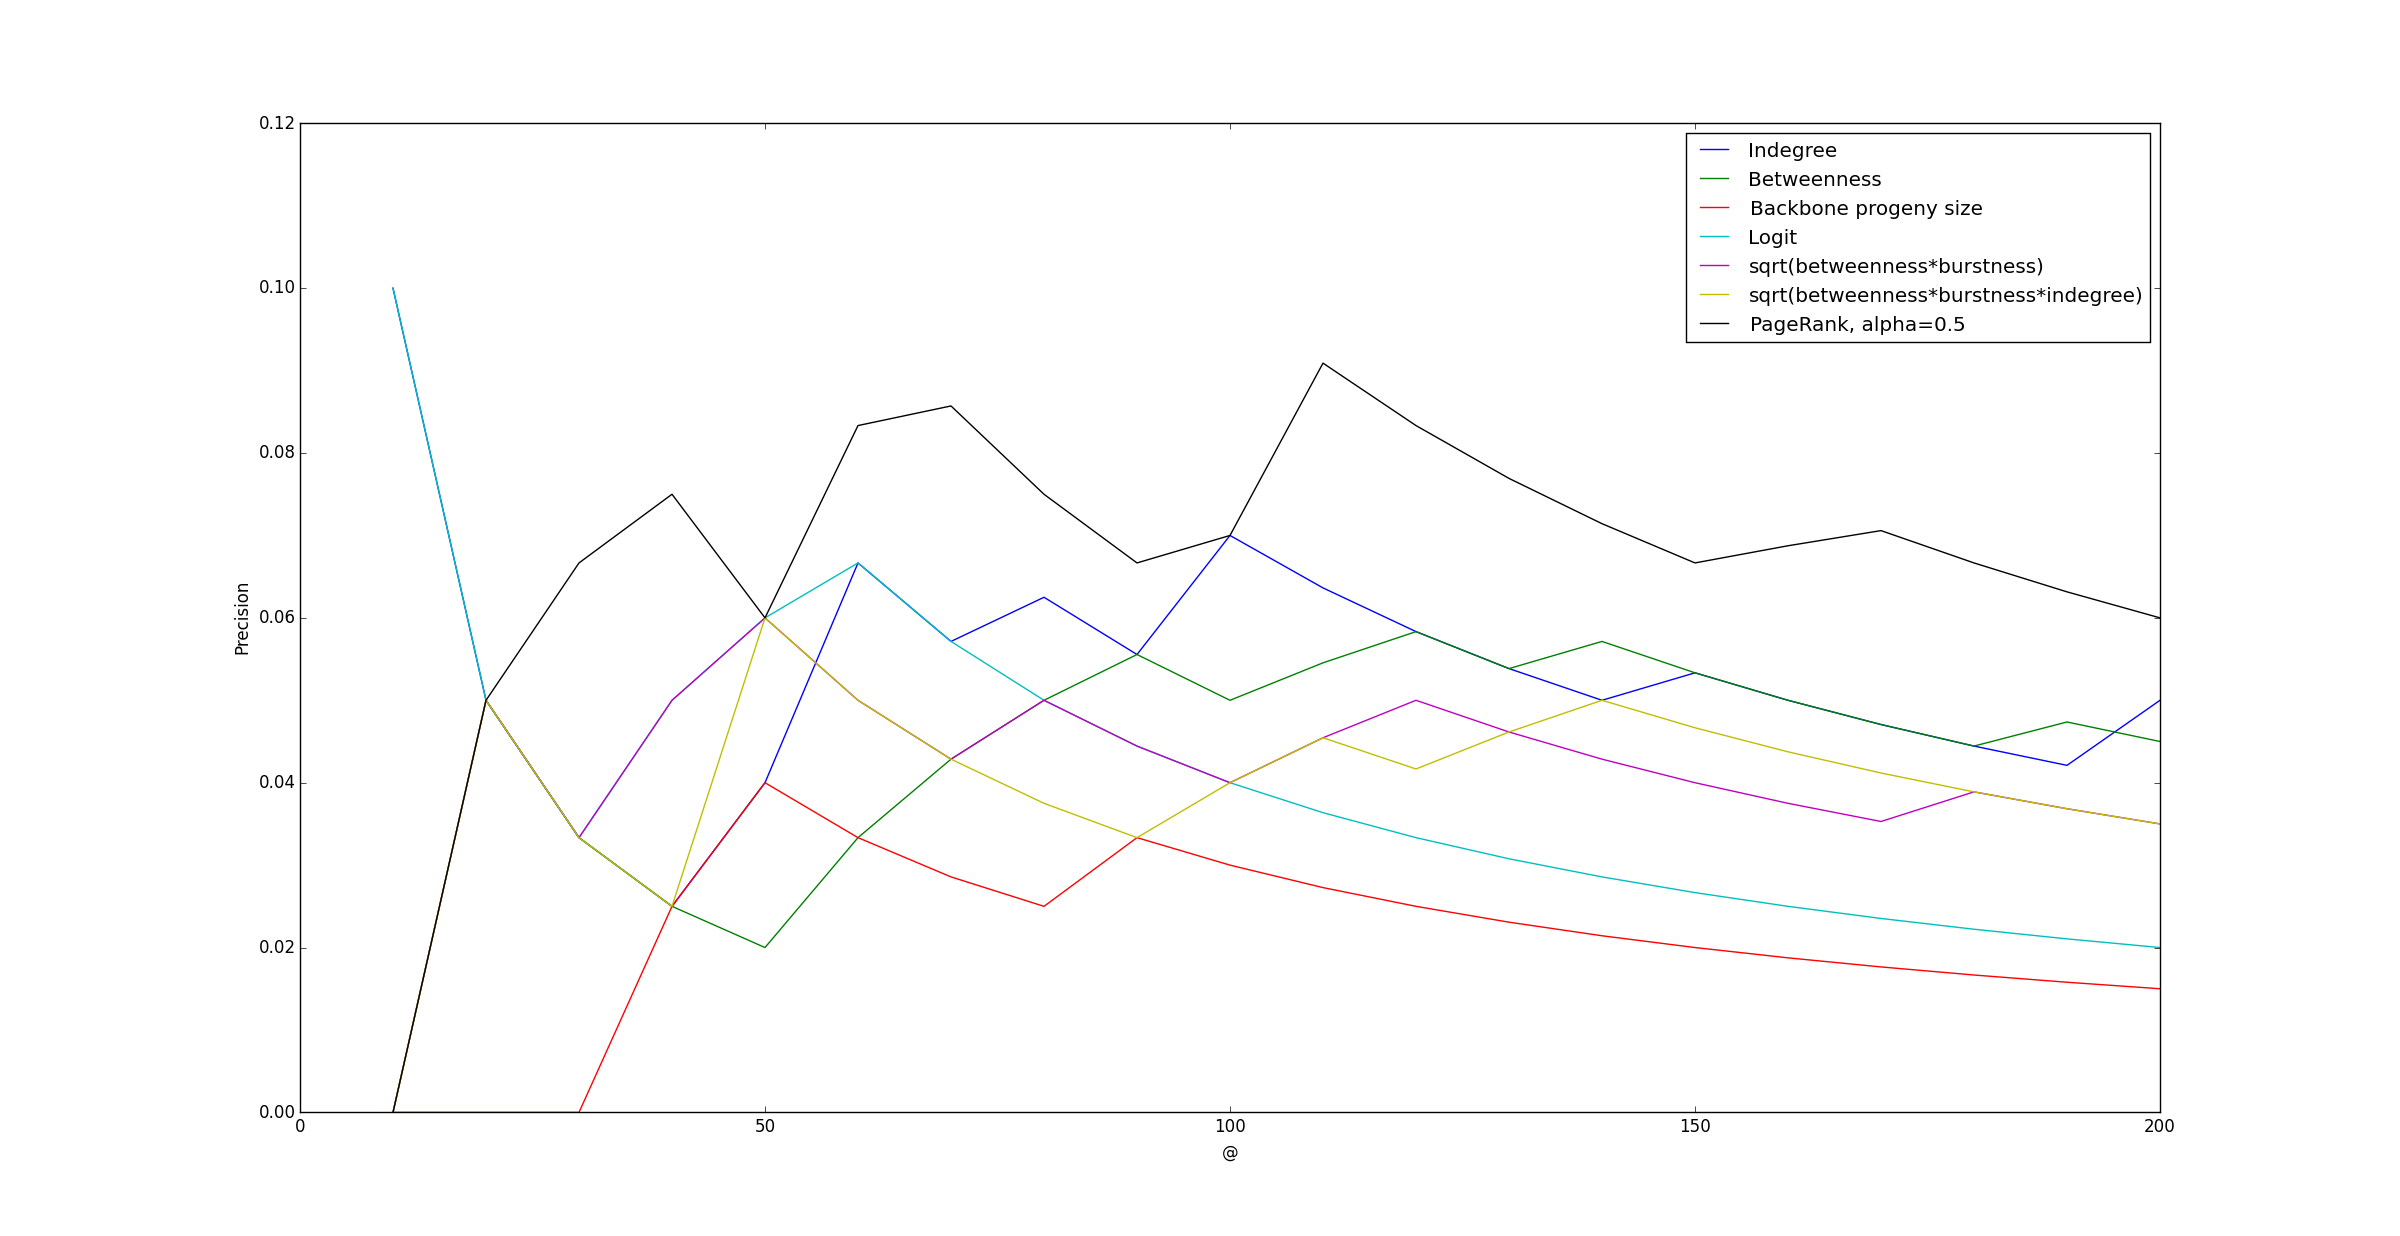 0.12
0.10
0.08
0.06
0.04
0.02
0.00
Precision
0
50
100
150
200
@
Indegree
Betweenness
Backbone progeny size
Logit
sqrt(betweenness*burstness)
sqrt(betweenness*burstness*indegree)
PageRank, alpha=0.5